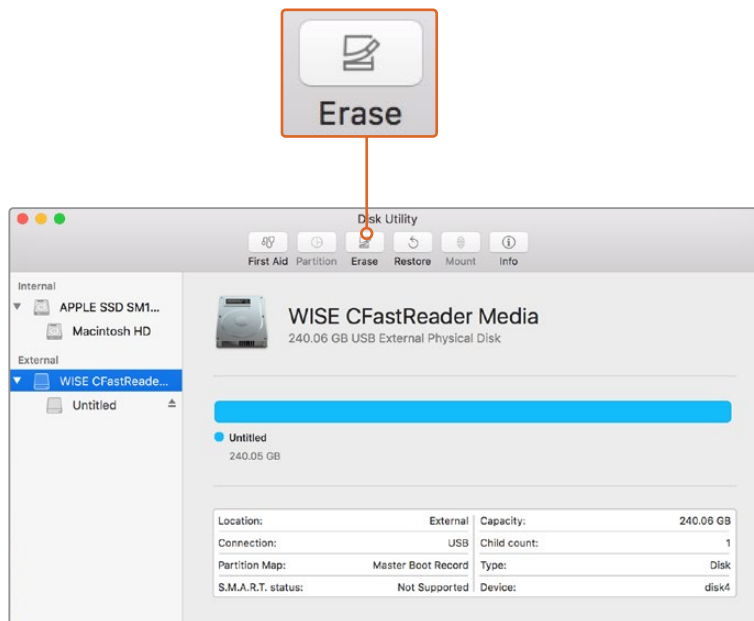 Erase
Disk Utility
First Aid Partition Erase Restore Mount Info
Internal
APPLE SSD SM1...
Macintosh HD
External
WISE CFastReade...
Untitled
WISE CFastReader Media
240.06 GB USB External Physical Disk
Untitled
240.05 GB
Location: External Capacity: 240.06 GB
Connection: USB Child count: 1
Partition Map: Master Boot Record Type: Disk
S.M.A.R.T. status: Not Supported Device: disk4